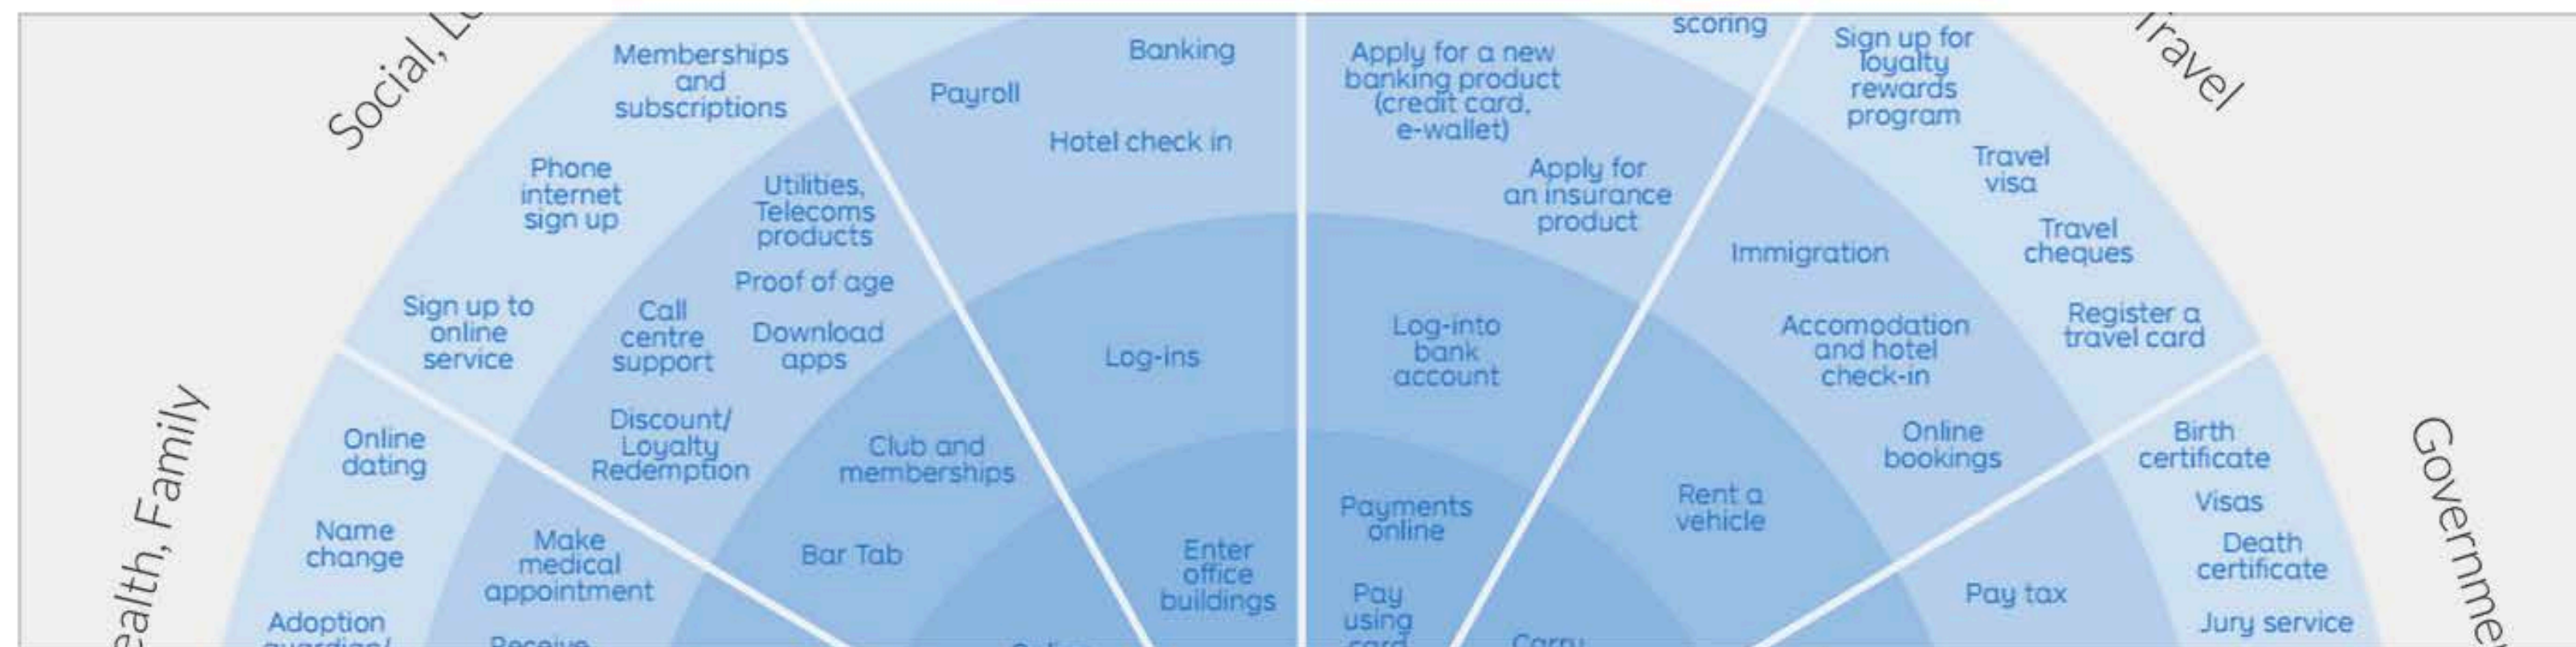 Social,
Memberships
and
subscriptions
Phone
internet
sign up
Sign up to
online
service
Utilities,
Telecoms
products
Proof of age
Call
centre
support
Download
apps
Discount/
Loyalty
Redemption
Club and
memberships
Bar Tab
Banking
Payroll
Hotel check in
Log-ins
Enter
office
buildings
Apply for a new
banking product
(credit card,
e-wallet)
Apply for
an insurance
product
scoring
Log-into
bank
account
Payments
online
Pay
using
card
Travel
Sign up for
loyalty
rewards
program
Travel
visa
Travel
cheques
Register a
travel card
Immigration
Accomodation
and hotel
check-in
Online
bookings
Rent a
vehicle
Carry
Birth
certificate
Visas
Death
certificate
Jury service
Pay tax
Family
Online
dating
Name
change
Adoption
Make
medical
appointment
Receive